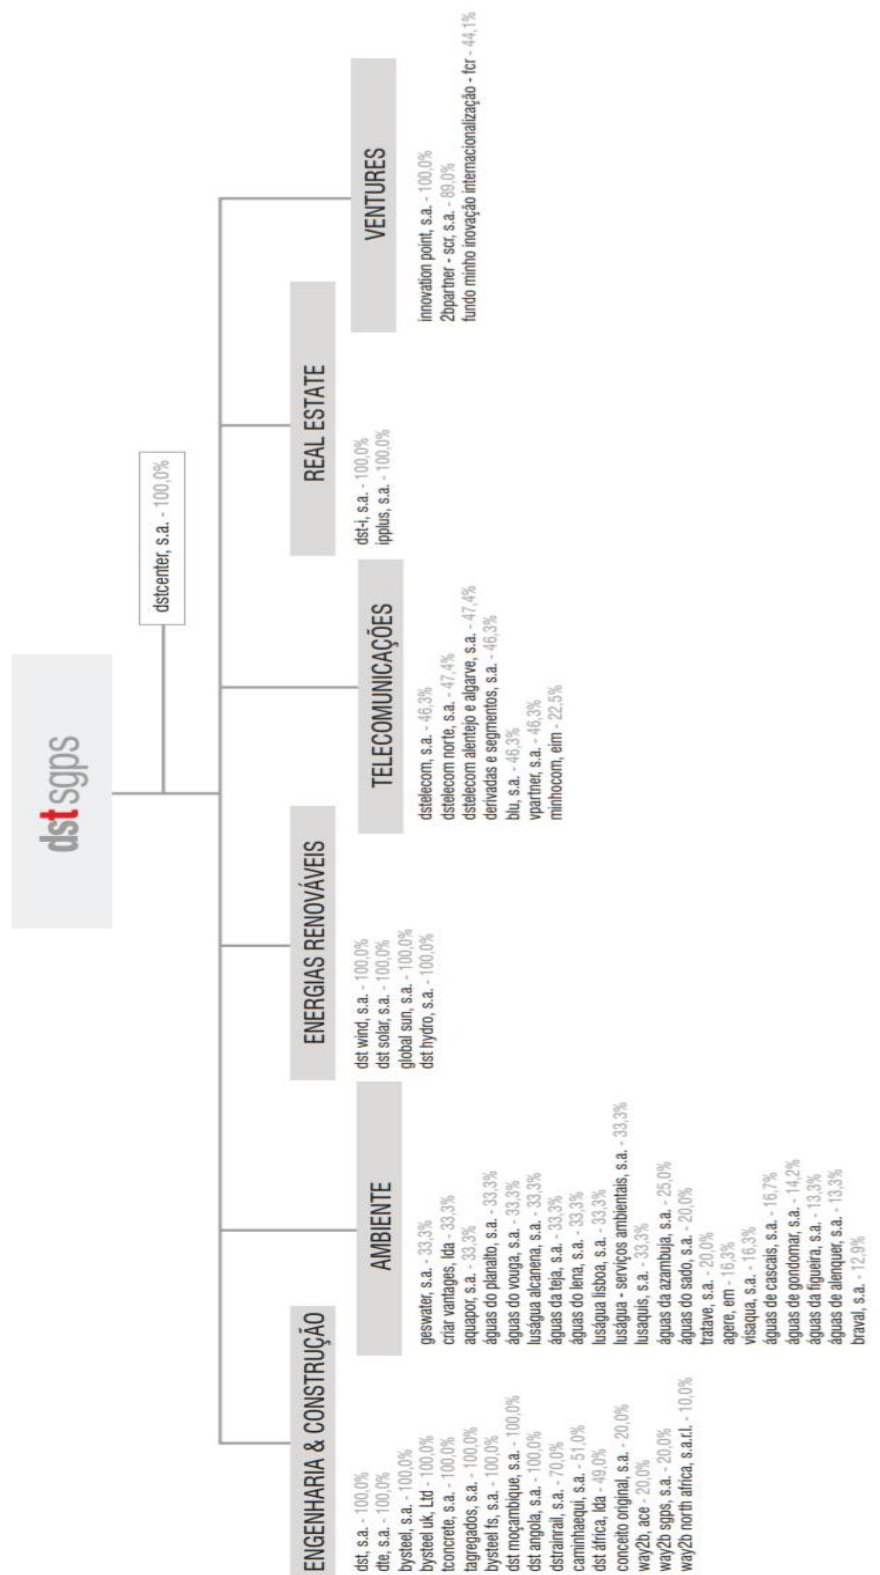 dstsgps
dstcenter, s.a. - 100,0%
ENGENHARIA & CONSTRUÇÃO
dst, s.a. - 100,0%
dte, s.a. - 100,0%
bysteel, s.a. - 100,0%
bysteel uk, Ltd - 100,0%
tconcrete, s.a. - 100,0%
tagregados, s.a. - 100,0%
bysteel fs, s.a. - 100,0%
dst moçambique, s.a. - 100,0%
dst angola, s.a. - 100,0%
dstrainrail, s.a. - 70,0%
caminhaequi, s.a. - 51,0%
dst áfrica, lda - 49,0%
conceito original, s.a. - 20,0%
way2b, ace - 20,0%
way2b sgps, s.a. - 20,0%
way2b north africa, s.a.r.l. - 10,0%
AMBIENTE
geswater, s.a. - 33,3%
criar vantages, lda - 33,3%
aquapor, s.a. - 33,3%
águas do planalto, s.a. - 33,3%
águas do vouga, s.a. - 33,3%
luságua alcanena, s.a. - 33,3%
águas da teja, s.a. - 33,3%
águas do lena, s.a. - 33,3%
luságua lisboa, s.a. - 33,3%
luságua - serviços ambientais, s.a. - 33,3%
lusaquis, s.a. - 33,3%
águas da azambuja, s.a. - 25,0%
águas do sado, s.a. - 20,0%
tratave, s.a. - 20,0%
agere, em - 16,3%
visaqua, s.a. - 16,3%
águas de cascais, s.a. - 16,7%
águas de gondomar, s.a. - 14,2%
águas da figueira, s.a. - 13,3%
águas de alenquer, s.a. - 13,3%
braval, s.a. - 12,9%
ENERGIAS RENOVÁVEIS
dst wind, s.a. - 100,0%
dst solar, s.a. - 100,0%
global sun, s.a. - 100,0%
dst hydro, s.a. - 100,0%
TELECOMUNICAÇÕES
dstelecom, s.a. - 46,3%
dstelecom norte, s.a. - 47,4%
dstelecom alentejo e algarve, s.a. - 47,4%
derivadas e segmentos, s.a. - 46,3%
blu, s.a. - 46,3%
vpartner, s.a. - 46,3%
minhocom, eim - 22,5%
REAL ESTATE
dst-i, s.a. - 100,0%
ipplus, s.a. - 100,0%
VENTURES
innovation point, s.a. - 100,0%
2bpartner - scr, s.a. - 89,0%
fundo minho inovação internacionalização - fcr - 44,1%